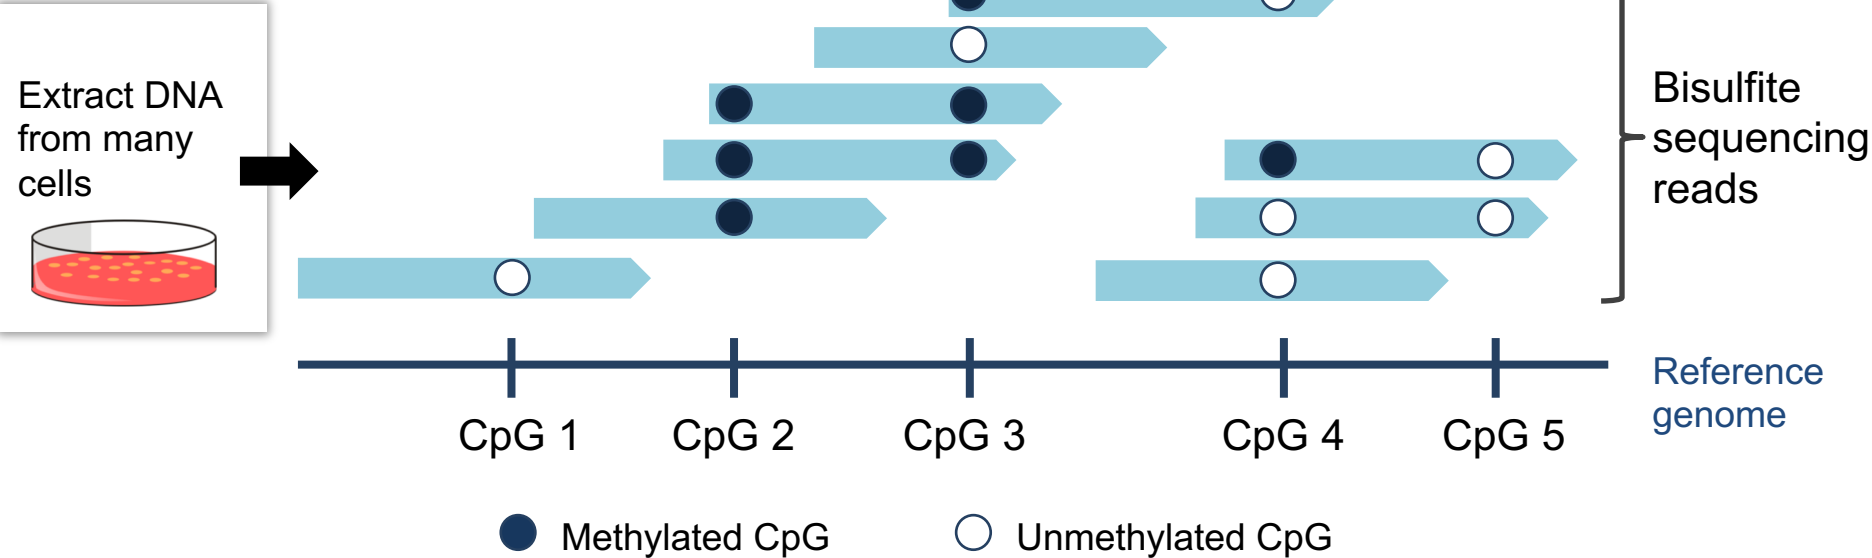 Extract DNA
from many
cells
Bisulfite
sequencing
reads
Reference
genome
CpG 1
CpG 2
CpG 3
CpG 4
CpG 5
Methylated CpG
Unmethylated CpG